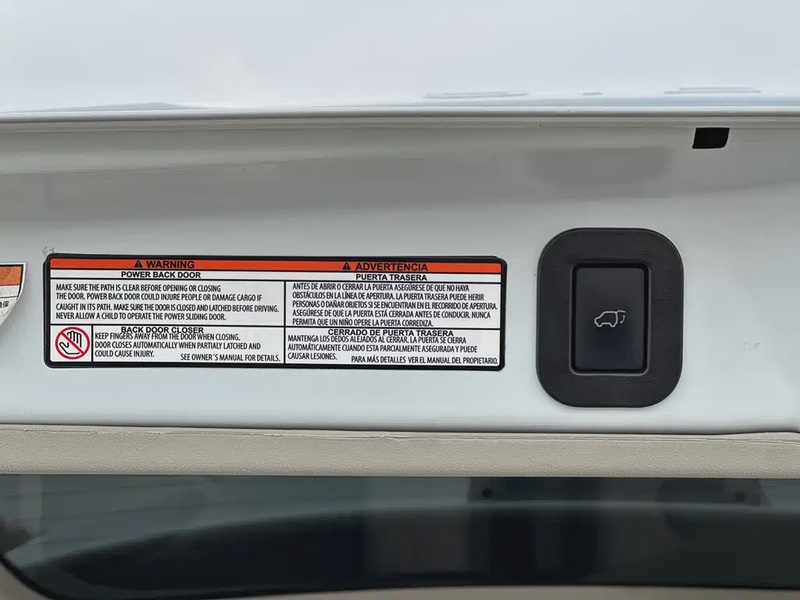 WARNING
POWER BACK DOOR
MAKE SURE THE PATH IS CLEAR BEFORE OPENING OR CLOSING
THE DOOR. POWER BACK DOOR COULD INJURE PEOPLE OR DAMAGE CARGO IF
CAUGHT IN ITS PATH. MAKE SURE THE DOOR IS CLOSED AND LATCHED BEFORE DRIVING.
NEVER ALLOW A CHILD TO OPERATE THE POWER SLIDING DOOR.
BACK DOOR CLOSER
KEEP FINGERS AWAY FROM THE DOOR WHEN CLOSING.
DOOR CLOSES AUTOMATICALLY WHEN PARTIALY LATCHED AND
COULD CAUSE INJURY.
SEE OWNER'S MANUAL FOR DETAILS.
ADVERTENCIA
PUERTA TRASERA
ANTES DE ABRIR O CERRAR LA PUERTA ASEGÚRESE DE QUE NO HAYA
OBSTÁCULOS EN LA LÍNEA DE APERTURA. LA PUERTA TRASERA PUEDE HERIR
PERSONAS O DAÑAR OBJETOS SI SE ENCUENTRAN EN EL RECORRIDO DE APERTURA.
ASEGÚRESE DE QUE LA PUERTA ESTÁ CERRADA ANTES DE CONDUCIR. NUNCA
PERMITA QUE UN NIÑO OPERE LA PUERTA CORREDIZA.
CERRADO DE PUERTA TRASERA
MANTENGA LOS DEDOS ALEJADOS AL CERRAR. LA PUERTA SE CIERRA
AUTOMÁTICAMENTE CUANDO ESTA PARCIALMENTE ASEGURADA Y PUEDE
CAUSAR LESIONES.
PARA MÁS DETALLES VER EL MANUAL DEL PROPIETARIO.